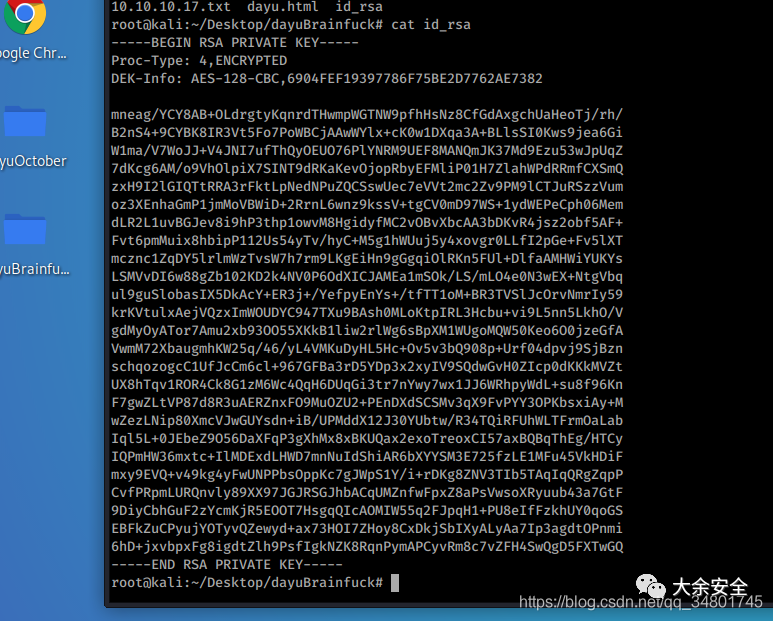 10.10.10.17.txt dayu.html id_rsa
root@kali:~/Desktop/dayuBrainfuck# cat id_rsa
-----BEGIN RSA PRIVATE KEY-----
Proc-Type: 4,ENCRYPTED
DEK-Info: AES-128-CBC,6904FEF19397786F75BE2D7762AE7382
mneag/YCY8AB+OLdrgtyKqnrdTHwmpWGTNW9pfhHsNz8CfGdAxgchUaHeoTj/rh/
B2nS4+9CYBK8IR3Vt5Fo7PoWBCjAAwWYlx+cK0w1DXqa3A+BLlsSI0Kws9jea6Gi
W1ma/V7WoJJ+V4JNI7ufThQyOEUO76PlYNRM9UEF8MANQmJK37Md9Ezu53wJpUqZ
7dKcg6AM/o9VhOlpiX7SINT9dRKaKevOjopRbyEFMliP01H7ZlahWPdRRmfCXSmQ
zxH9I2lGIQTtRRA3rFktLpNedNPuZQCSswUec7eVVt2mc2Zv9PM9lCTJuRSzzVum
oz3XEnhaGmP1jmMoVBWiD+2RrnL6wnz9kssV+tgCV0mD97WS+1ydWEPeCph06Mem
dLR2L1uvBGJev8i9hP3thp1owvM8HgidyfMC2vOBvXbcAA3bDKvR4jsz2obf5AF+
Fvt6pmMuix8hbipP112Us54yTv/hyC+M5g1hWUuj5y4xovgr0LLfI2pGe+Fv5lXT
mcznc1ZqDY5lrlmWzTvsW7h7rm9LKgEiHn9gGgqiOlRKn5FUl+DlfaAMHWiYUKYs
LSMVvDI6w88gZb102KD2k4NV0P6OdXICJAMEa1mSOk/LS/mLO4e0N3wEX+NtgVbq
ul9guSlobasIX5DkAcY+ER3j+/YefpyEnYs+/tfTT1oM+BR3TVSlJcOrvNmrIy59
krKVtulxAejVQzxImWOUDYC947TXu9BAsh0MLoKtpIRL3Hcbu+vi9L5nn5LkhO/V
gdMyOyATor7Amu2xb93OO55XKkB1liw2rlWg6sBpXM1WUgoMQW50Keo6O0jzeGfA
VwmM72XbaugmhKW25q/46/yL4VMKuDyHL5Hc+Ov5v3bQ908p+Urf04dpvj9SjBzn
schqozogcC1UfJcCm6cl+967GFBa3rD5YDp3x2xyIV9SQdwGvH0ZIcp0dKKkMVZt
UX8hTqv1ROR4Ck8G1zM6Wc4QqH6DUqGi3tr7nYwy7wx1JJ6WRhpyWdL+su8f96Kn
F7gwZLtVP87d8R3uAERZnxFO9MuOZU2+PEnDXdSCSMv3qX9FvPYY3OPKbsxiAy+M
wZezLNip80XmcVJwGUYsdn+iB/UPMddX12J30YUbtw/R34TQiRFUhWLTFrmOaLab
Iql5L+0JEbeZ9O56DaXFqP3gXhMx8xBKUQax2exoTreoxCI57axBQBqThEg/HTCy
IQPmHW36mxtc+IlMDExdLHWD7mnNuIdShiAR6bXYYSM3E725fzLE1MFu45VkHDiF
mxy9EVQ+v49kg4yFwUNPPbsOppKc7gJWpS1Y/i+rDKg8ZNV3TIb5TAqIqQRgZqpP
CvfPRpmLURQnvly89XX97JGJRSGJhbACqUMZnfwFpxZ8aPsVwsoXRyuub43a7GtF
9DiyCbhGuF2zYcmKjR5EOOT7HsgqQIcAOMIW55q2FJpqH1+PU8eIfFzkhUY0qoGS
EBFkZuCPyujYOTyvQZewyd+ax73HOI7ZHoy8CxDkjSbIXyALyAa7Ip3agdtOPnmi
6hD+jxvbpxFg8igdtZlh9PsfIgkNZK8RqnPymAPCyvRm8c7vZFH4SwQgD5FXTwGQ
-----END RSA PRIVATE KEY-----
root@kali:~/Desktop/dayuBrainfuck#
oogle Chr...
yuOctober
yuBrainfu...
大余安全
https://blog.csdn.net/qq_34801745